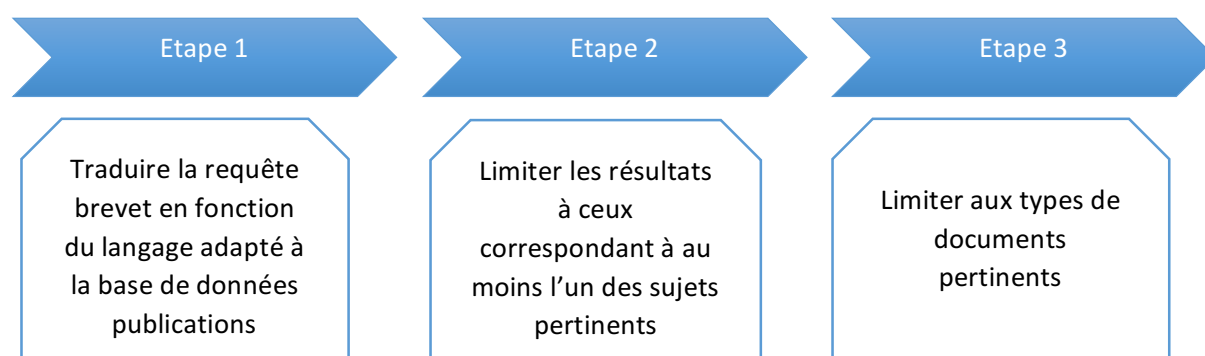 Etape 1
Etape 2
Etape 3
Traduire la requête
brevet en fonction
du langage adapté à
la base de données
publications
Limiter les résultats
à ceux
correspondant à au
moins l’un des sujets
pertinents
Limiter aux types de
documents
pertinents